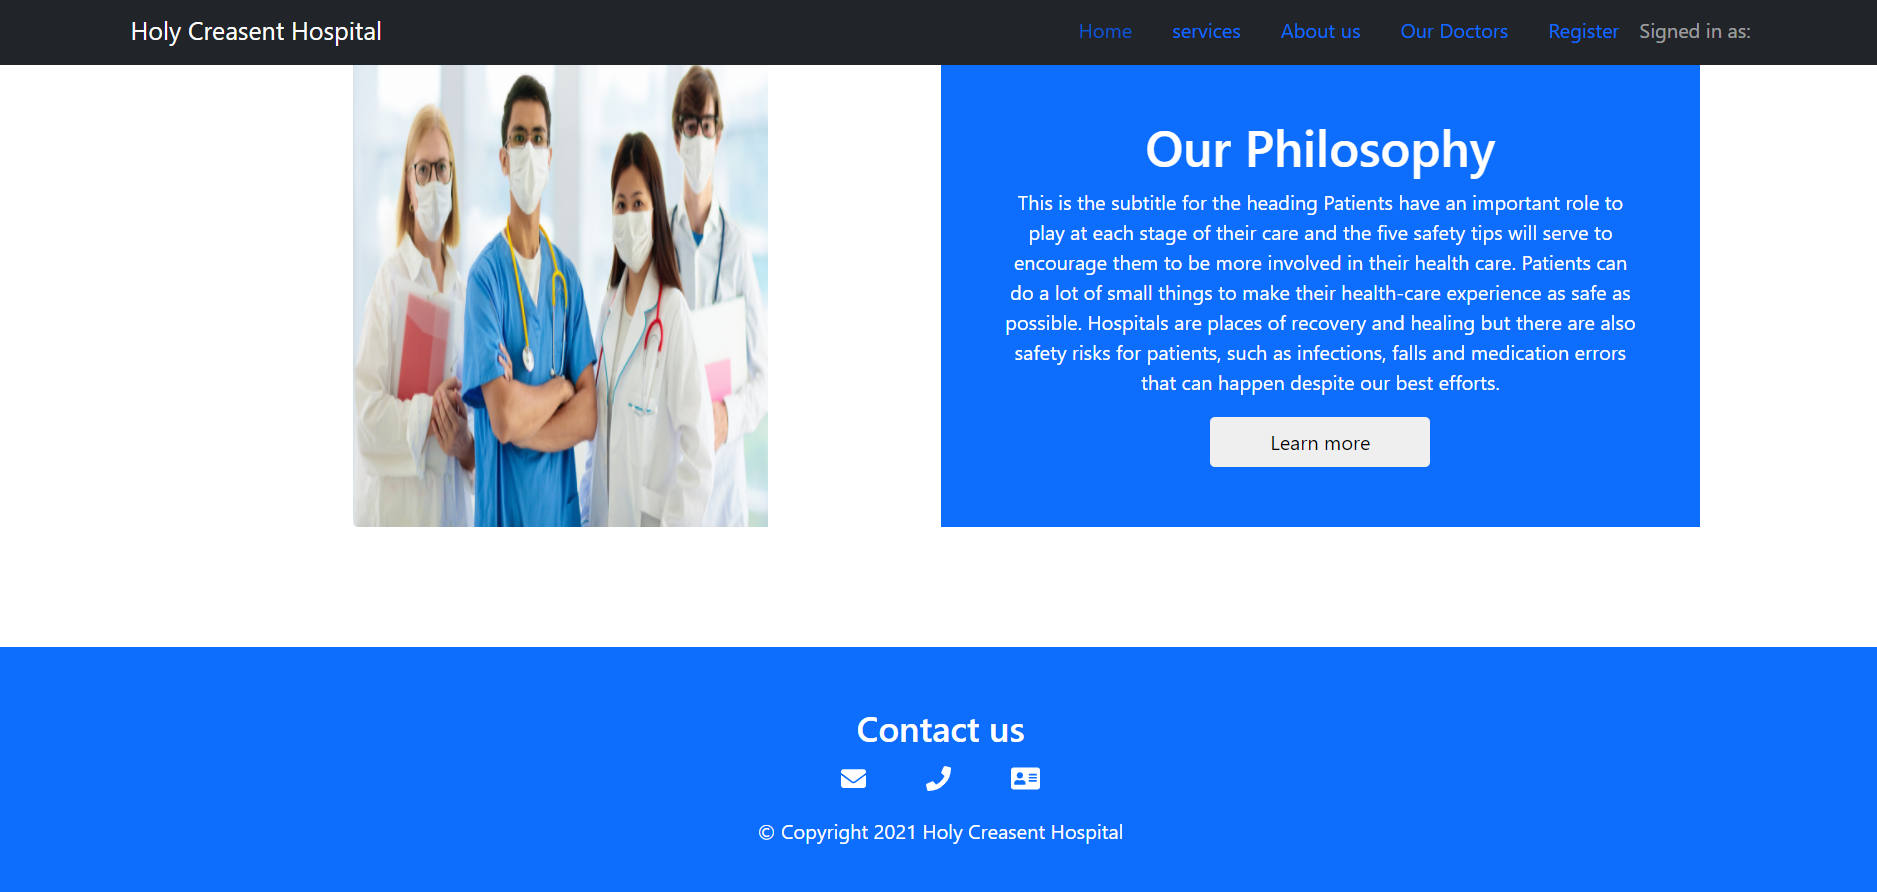 Holy Creasent Hospital
Home services About us Our Doctors Register Signed in as:
Our Philosophy
This is the subtitle for the heading Patients have an important role to
play at each stage of their care and the five safety tips will serve to
encourage them to be more involved in their health care. Patients can
do a lot of small things to make their health-care experience as safe as
possible. Hospitals are places of recovery and healing but there are also
safety risks for patients, such as infections, falls and medication errors
that can happen despite our best efforts.
Learn more
Contact us
© Copyright 2021 Holy Creasent Hospital